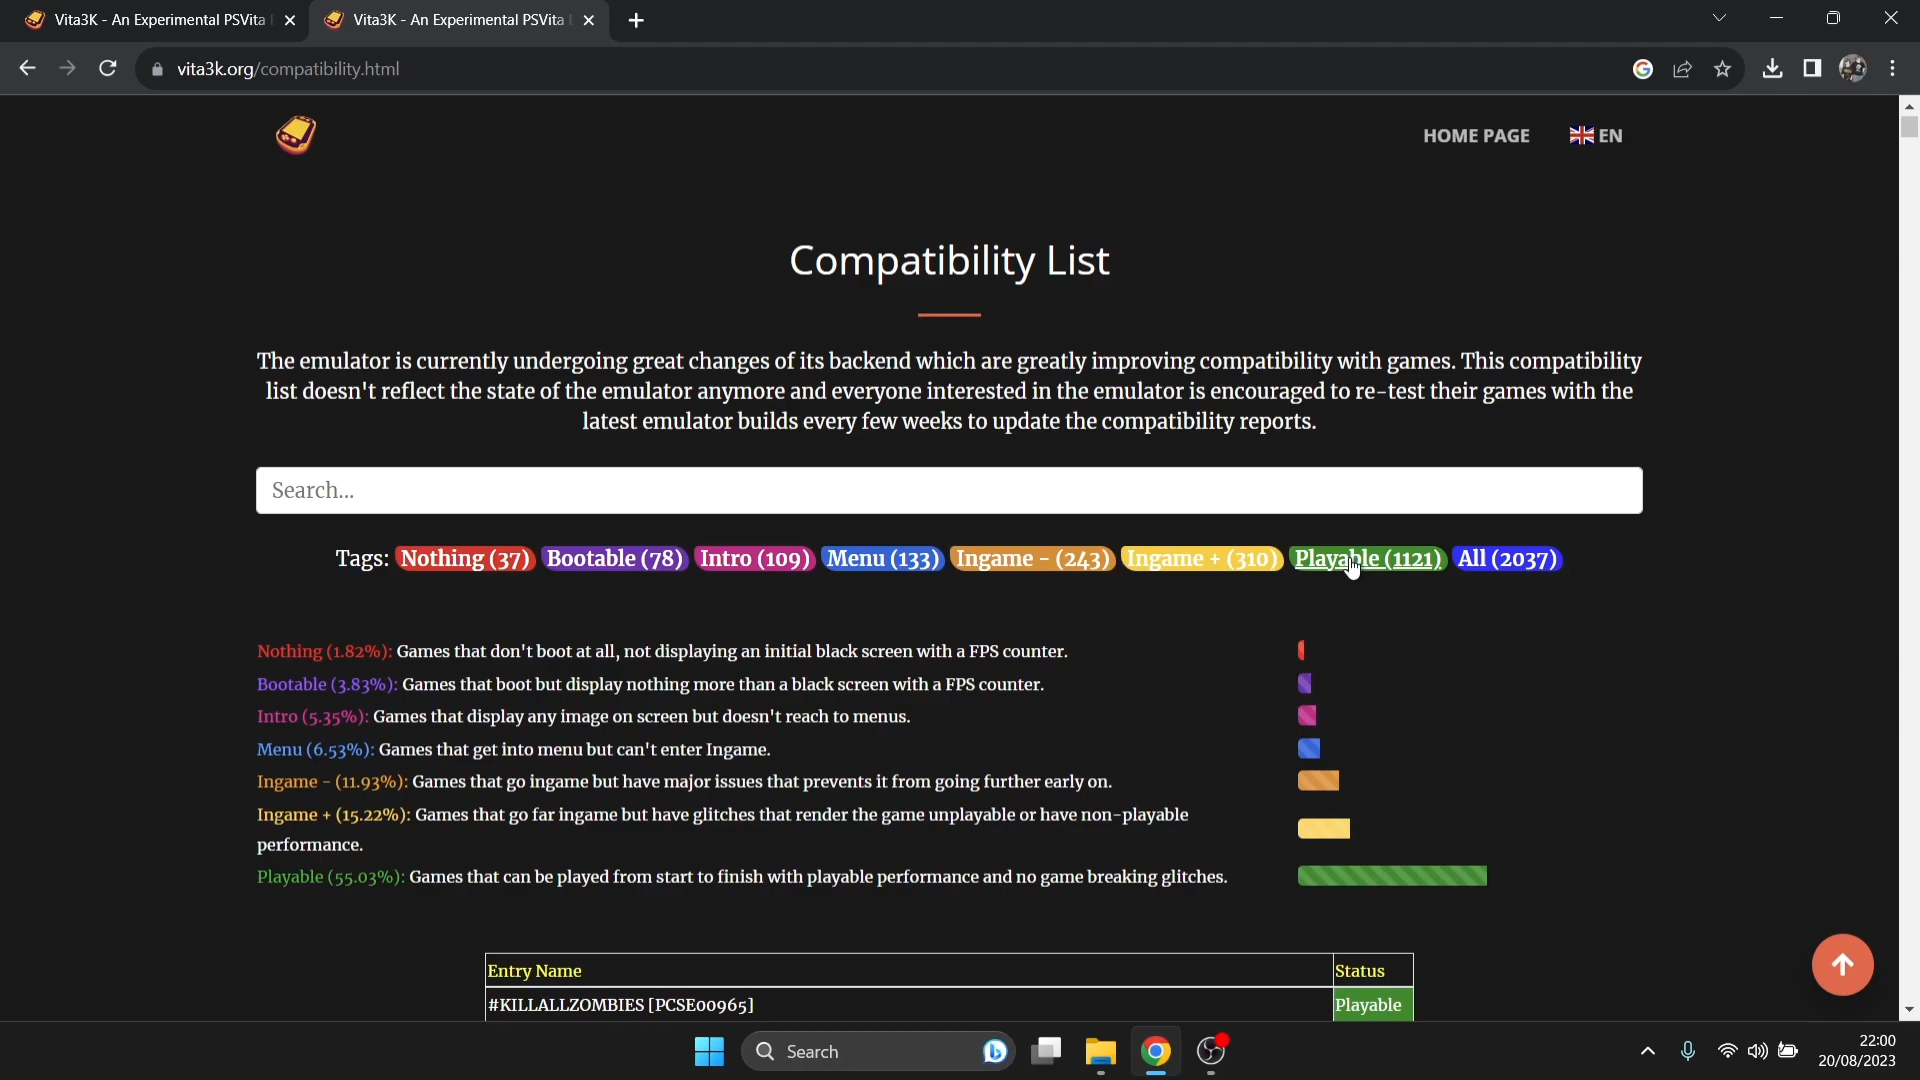 Vita3K - An Experimental PSVita
Vita3K - An Experimental PSVita
vita3k.org/compatibility.html
HOME PAGE
EN
Compatibility List
The emulator is currently undergoing great changes of its backend which are greatly improving compatibility with games. This compatibility
list doesn't reflect the state of the emulator anymore and everyone interested in the emulator is encouraged to re-test their games with the
latest emulator builds every few weeks to update the compatibility reports.
Search...
Tags: Nothing (37) Bootable (78) Intro (109) Menu (133) Ingame - (243) Ingame + (310) Playable (1121) All (2037)
Nothing (1.82%): Games that don't boot at all, not displaying an initial black screen with a FPS counter.
Bootable (3.83%): Games that boot but display nothing more than a black screen with a FPS counter.
Intro (5.35%): Games that display any image on screen but doesn't reach to menus.
Menu (6.53%): Games that get into menu but can't enter Ingame.
Ingame - (11.93%): Games that go ingame but have major issues that prevents it from going further early on.
Ingame + (15.22%): Games that go far ingame but have glitches that render the game unplayable or have non-playable
performance.
Playable (55.03%): Games that can be played from start to finish with playable performance and no game breaking glitches.
Entry Name Status
#KILLALLZOMBIES [PCSE00965] Playable
Search
22:00
20/08/2023